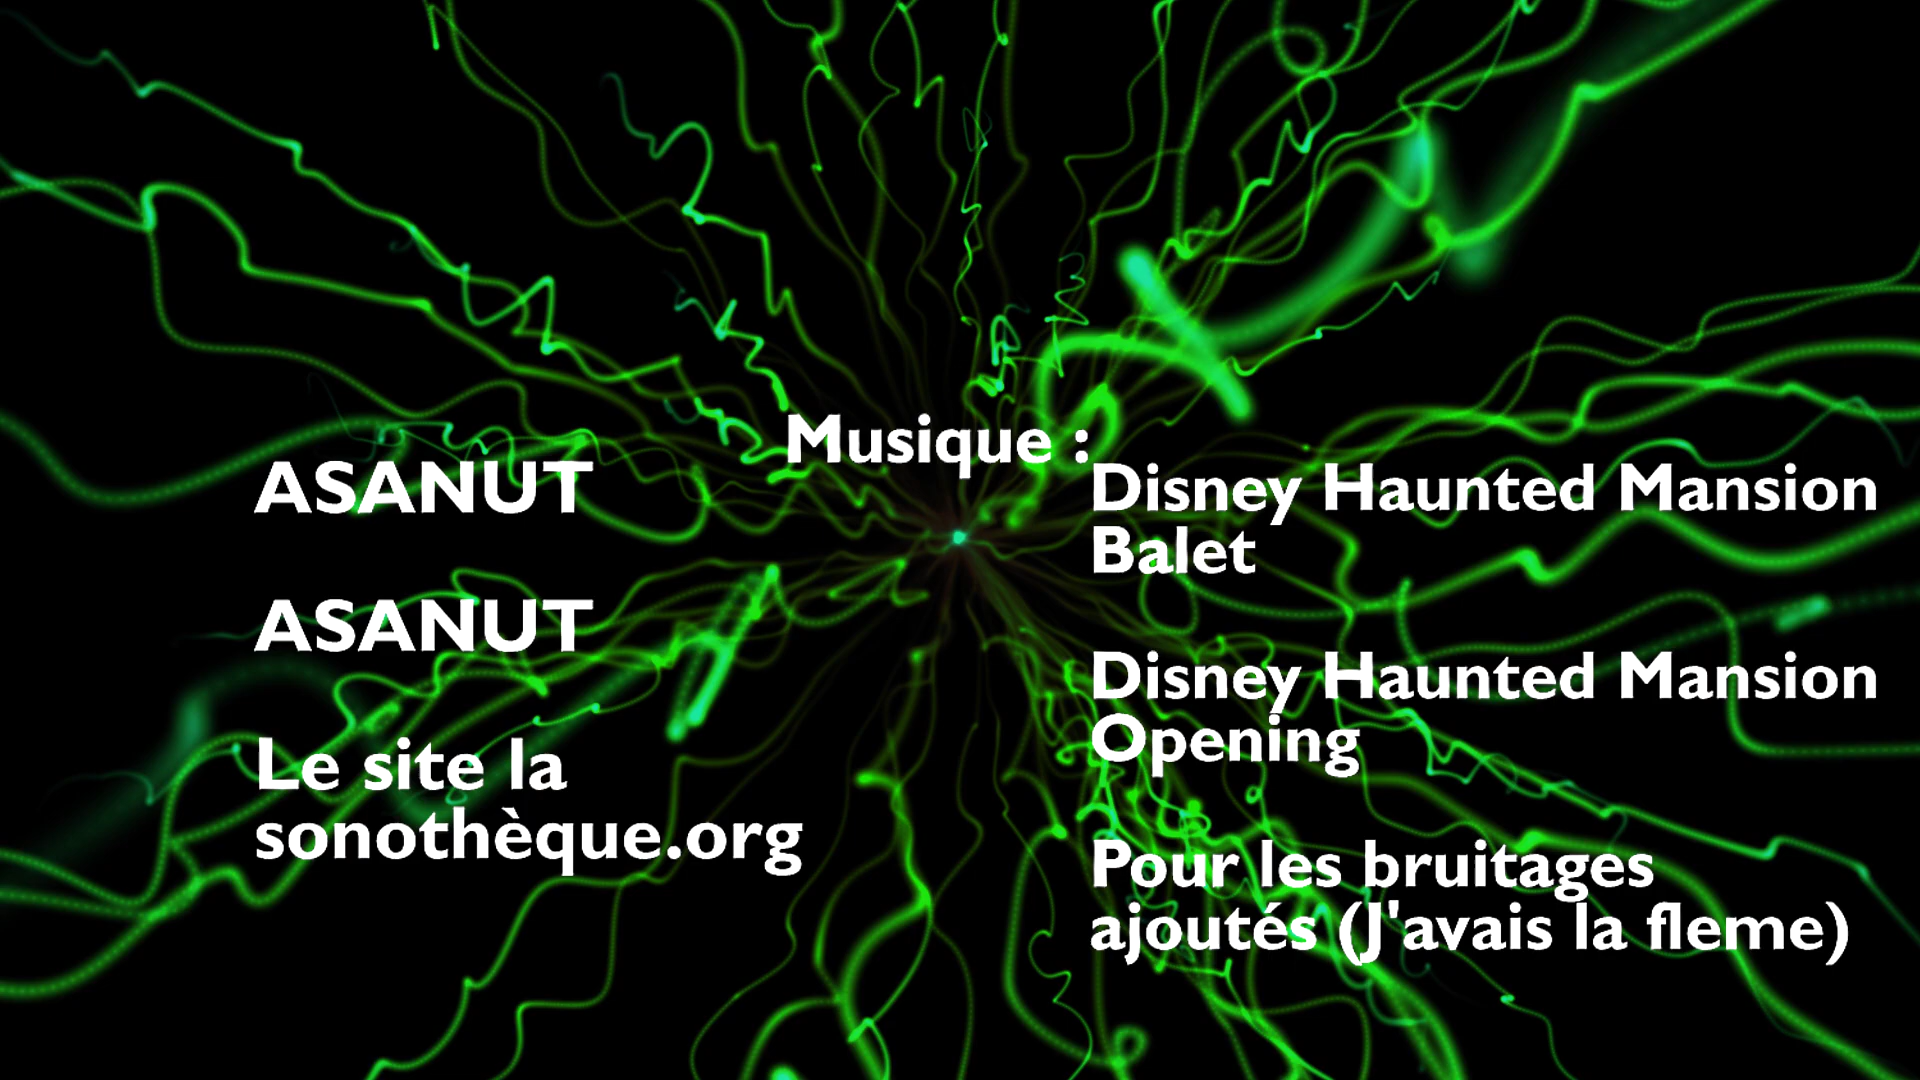 Musique :
ASANUT
Disney Haunted Mansion
Balet
ASANUT
Disney Haunted Mansion
Opening
Le site la
sonothèque.org
Pour les bruitages
ajoutés (J'avais la fleme)